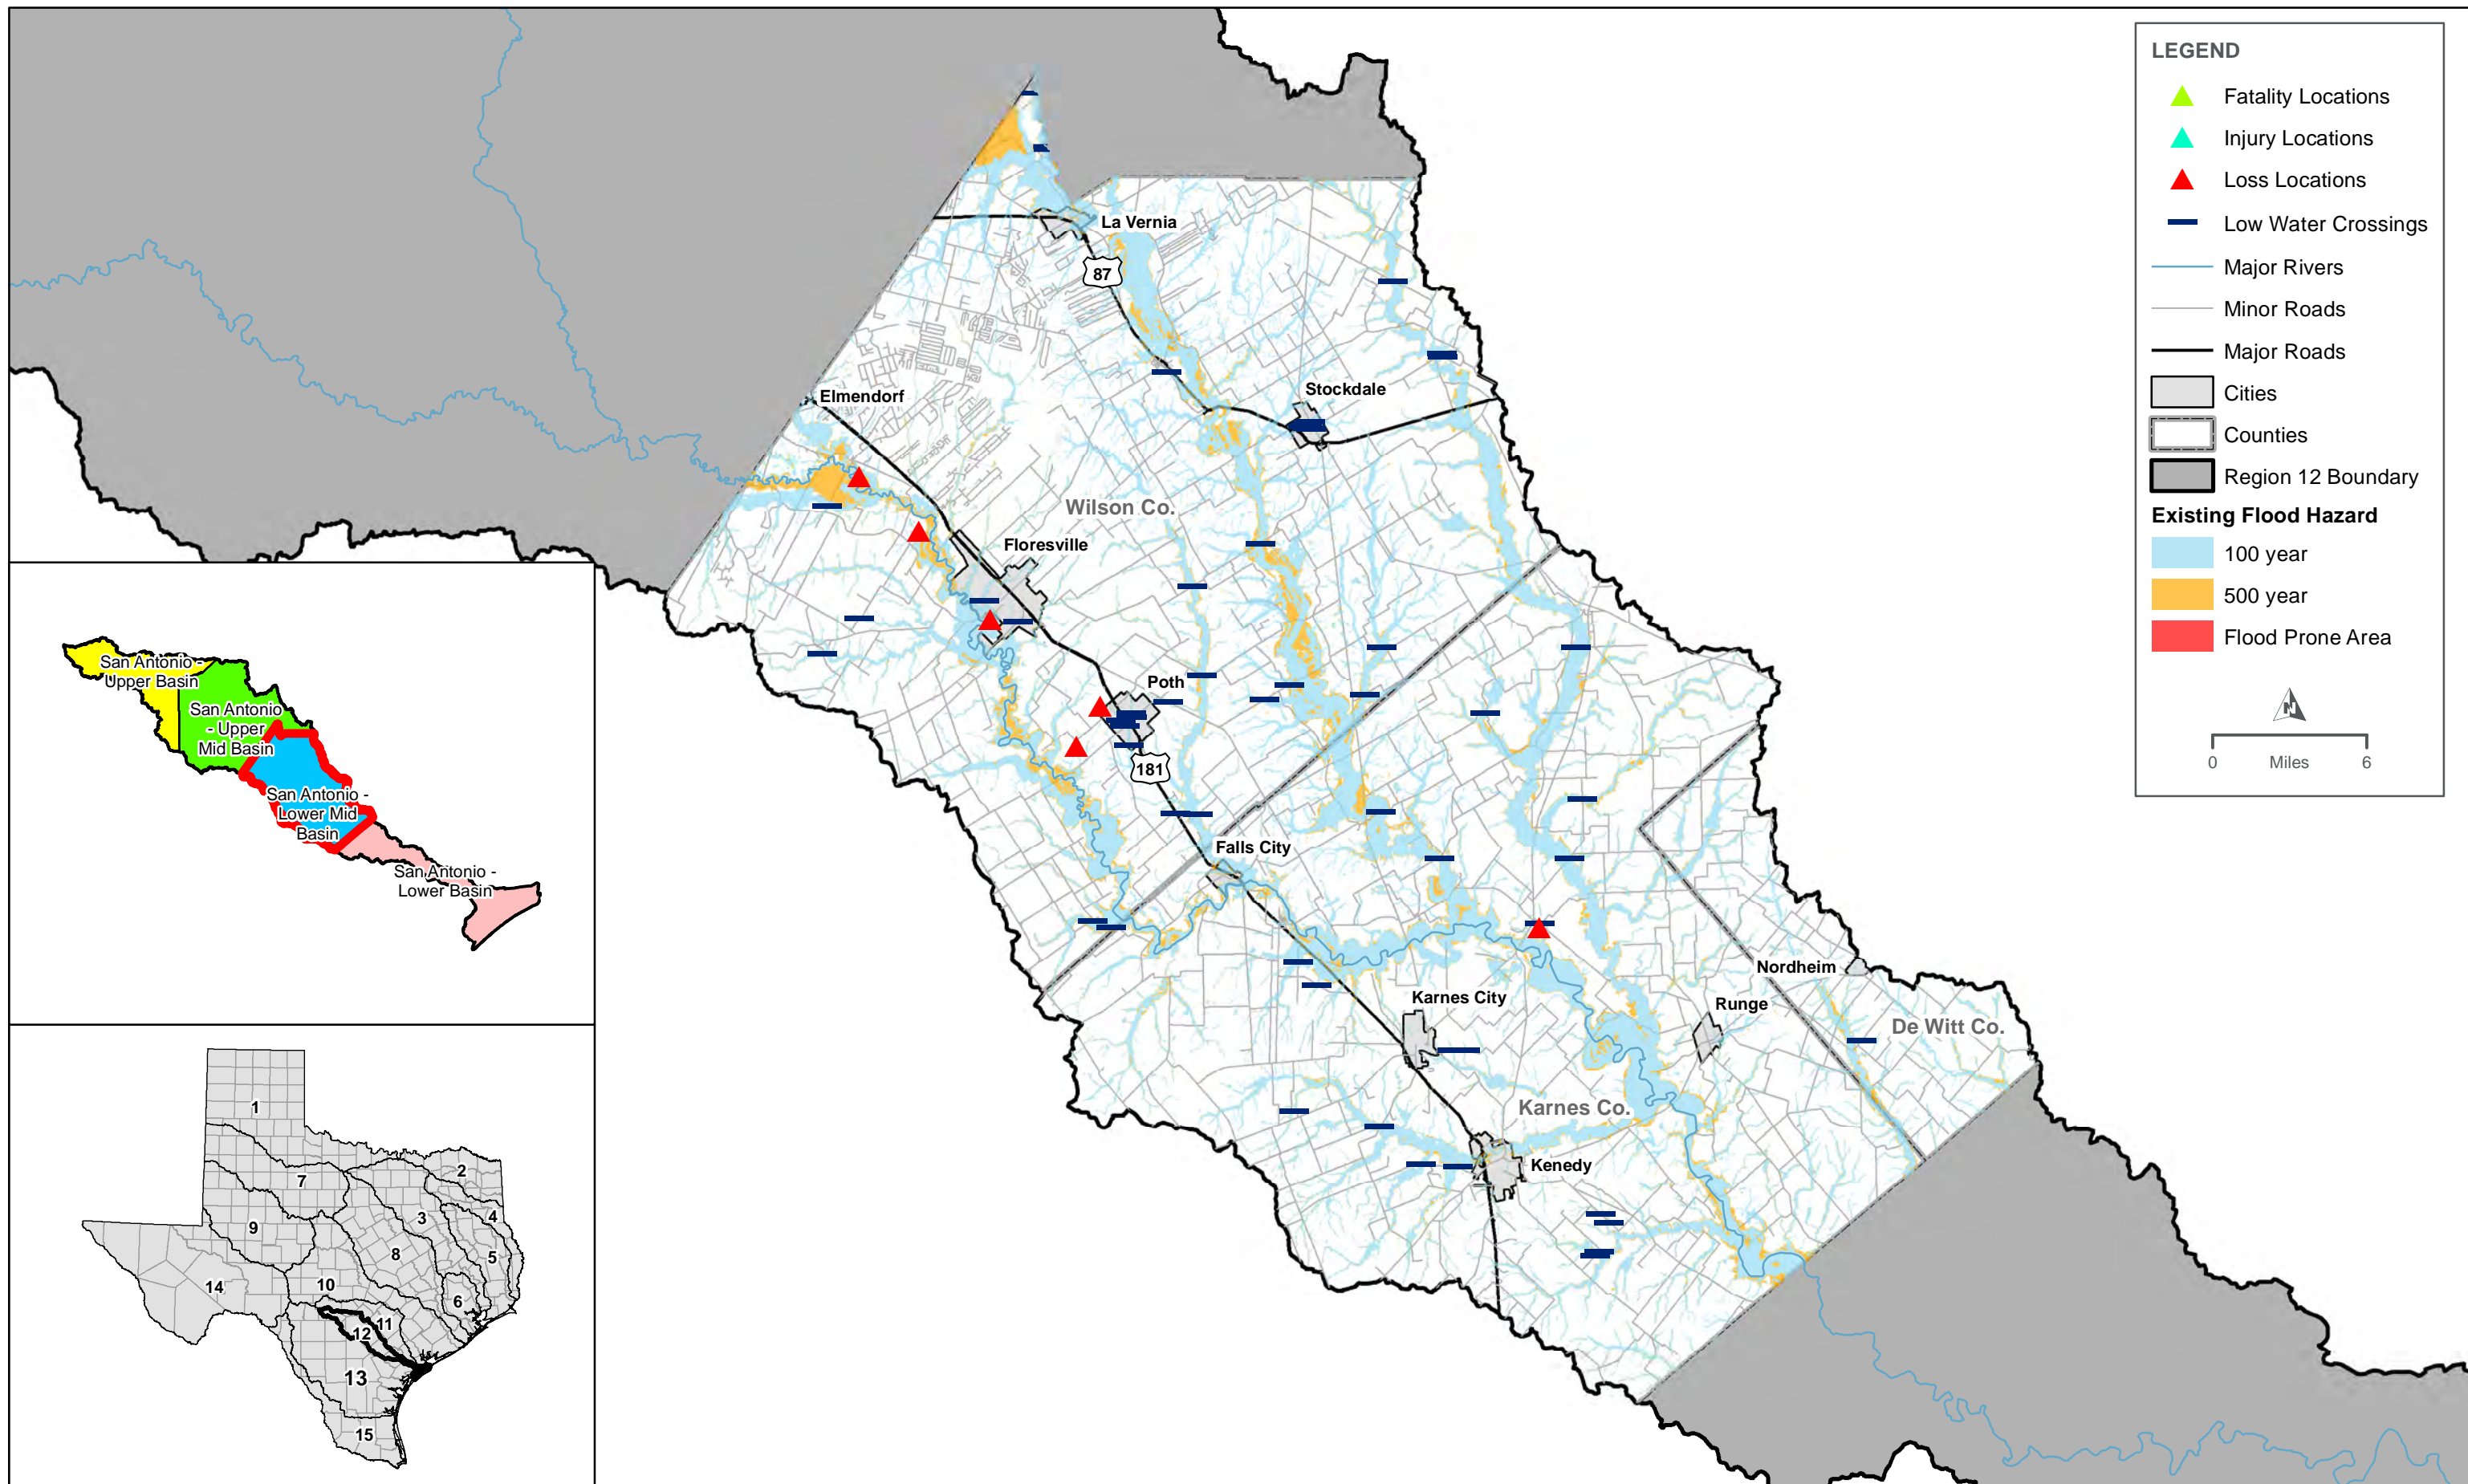 LEGEND
Fatality Locations
Injury Locations
Loss Locations
Low Water Crossings
Major Rivers
Minor Roads
Major Roads
Cities
Counties
Region 12 Boundary
Existing Flood Hazard
100 year
500 year
Flood Prone Area
N
0 Miles 6
La Vernia
87
Stockdale
Elmendorf
Wilson Co.
Floresville
Poth
181
Falls City
Nordheim
Karnes City
Runge
De Witt Co.
Karnes Co.
Kenedy
San Antonio -
Upper Basin
San Antonio
- Upper
Mid Basin
San Antonio -
Lower Mid
Basin
San Antonio -
Lower Basin
1
2
7
3
4
9
8
5
14
10
6
11
12
13
15